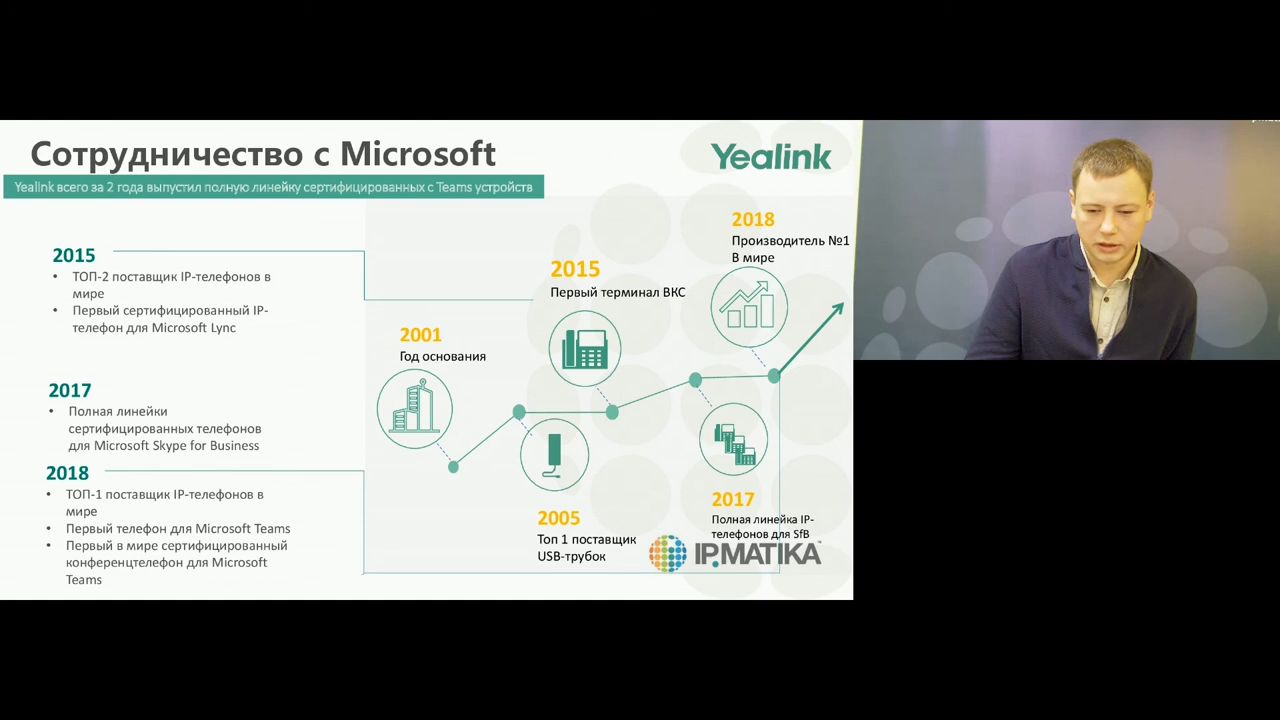 Сотрудничество с Microsoft
Yealink
Yealink всего за 2 года выпустил полную линейку сертифицированных с Teams устройств
2015
• ТОП-2 поставщик IP-телефонов в
мире
• Первый сертифицированный IP-
телефон для Microsoft Lync
2017
• Полная линейки
сертифицированных телефонов
для Microsoft Skype for Business
2018
• ТОП-1 поставщик IP-телефонов в
мире
• Первый телефон для Microsoft Teams
• Первый в мире сертифицированный
конференцтелефон для Microsoft
Teams
2001
Год основания
2005
Топ 1 поставщик
USB-трубок
2015
Первый терминал ВКС
2017
Полная линейка IP-
телефонов для SfB
2018
Производитель №1
В мире
IPMATIKA